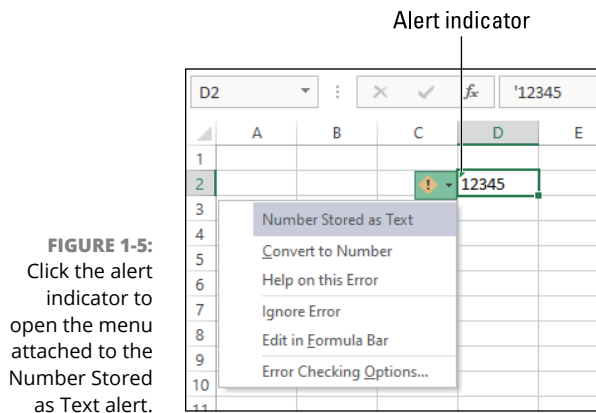 Alert indicator
D2 fx '12345
A B C D E
1
2 12345
3
4
5
6
7
8
9
10
11
Number Stored as Text
Convert to Number
Help on this Error
Ignore Error
Edit in Formula Bar
Error Checking Options...
FIGURE 1-5:
Click the alert
indicator to
open the menu
attached to the
Number Stored
as Text alert.